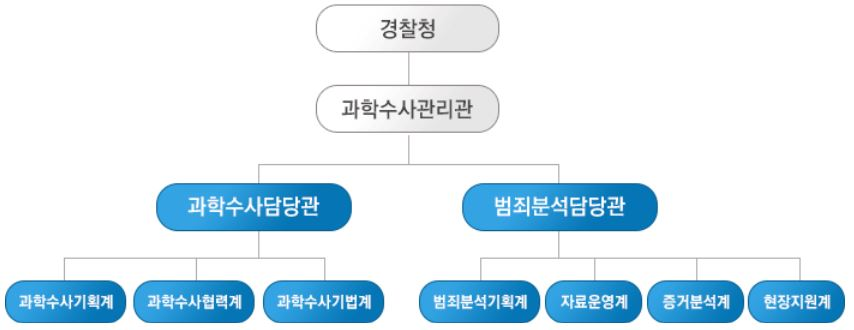 경찰청
과학수사관리관
과학수사담당관
범죄분석담당관
과학수사기획계
과학수사협력계
과학수사기법계
범죄분석기획계
자료운영계
증거분석계
현장지원계